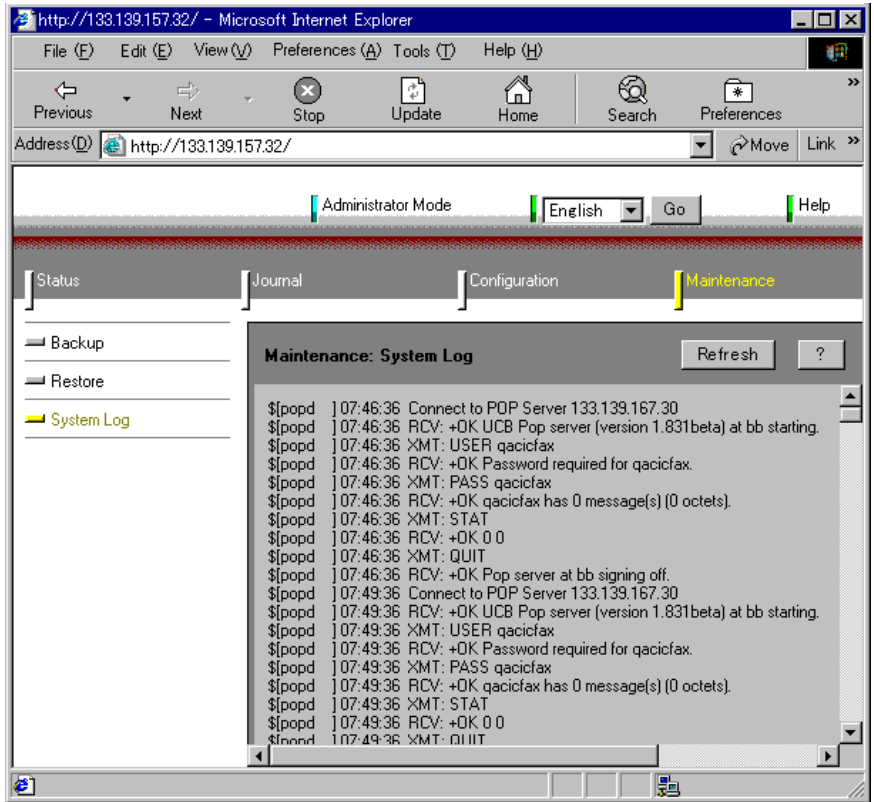 http://133.139.157.32/ - Microsoft Internet Explorer
File (F) Edit (E) View (V) Preferences (A) Tools (T) Help (H)
Previous Next Stop Update Home Search Preferences »
Address(D) http://133.139.157.32/ Move Link »
Administrator Mode English Go Help
Status Journal Configuration Maintenance
Backup
Restore
System Log
Maintenance: System Log Refresh ?
$[popd ] 07:46:36 Connect to POP Server 133.139.167.30
$[popd ] 07:46:36 RCV: +OK UCB Pop server (version 1.831beta) at bb starting.
$[popd ] 07:46:36 XMT: USER qacicfax
$[popd ] 07:46:36 RCV: +OK Password required for qacicfax.
$[popd ] 07:46:36 XMT: PASS qacicfax
$[popd ] 07:46:36 RCV: +OK qacicfax has 0 message(s) (0 octets).
$[popd ] 07:46:36 XMT: STAT
$[popd ] 07:46:36 RCV: +OK 0 0
$[popd ] 07:46:36 XMT: QUIT
$[popd ] 07:46:36 RCV: +OK Pop server at bb signing off.
$[popd ] 07:49:36 Connect to POP Server 133.139.167.30
$[popd ] 07:49:36 RCV: +OK UCB Pop server (version 1.831beta) at bb starting.
$[popd ] 07:49:36 XMT: USER qacicfax
$[popd ] 07:49:36 RCV: +OK Password required for qacicfax.
$[popd ] 07:49:36 XMT: PASS qacicfax
$[popd ] 07:49:36 RCV: +OK qacicfax has 0 message(s) (0 octets).
$[popd ] 07:49:36 XMT: STAT
$[popd ] 07:49:36 RCV: +OK 0 0
$[popd ] 07:49:36 XMT: QUIT